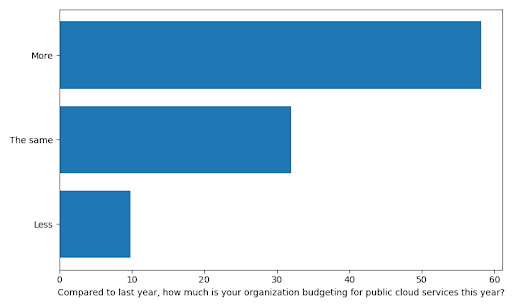 More
The same
Less
0 10 20 30 40 50 60
Compared to last year, how much is your organization budgeting for public cloud services this year?